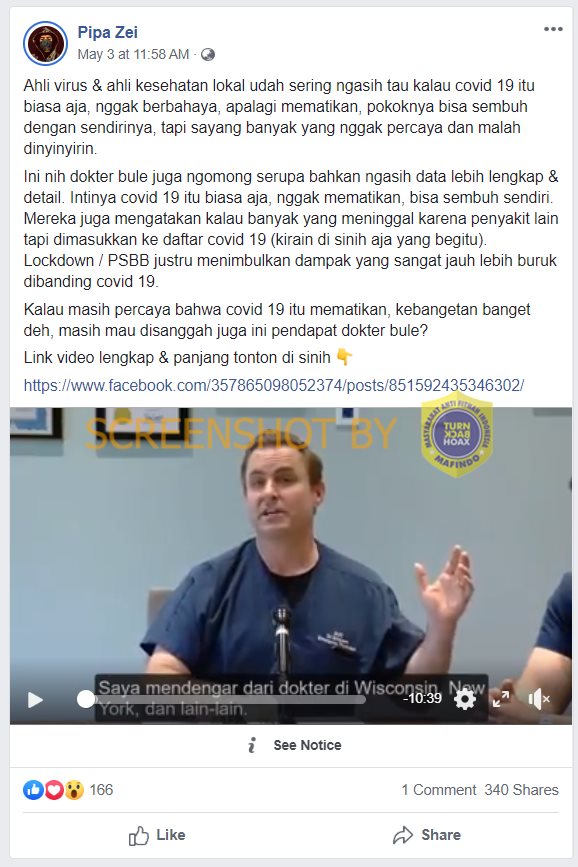 Pipa Zei
May 3 at 11:58 AM ·
Ahli virus & ahli kesehatan lokal udah sering ngasih tau kalau covid 19 itu
biasa aja, nggak berbahaya, apalagi mematikan, pokoknya bisa sembuh
dengan sendirinya, tapi sayang banyak yang nggak percaya dan malah
dinyinyirin.
Ini nih dokter bule juga ngomong serupa bahkan ngasih data lebih lengkap &
detail. Intinya covid 19 itu biasa aja, nggak mematikan, bisa sembuh sendiri.
Mereka juga mengatakan kalau banyak yang meninggal karena penyakit lain
tapi dimasukkan ke daftar covid 19 (kirain di sinih aja yang begitu).
Lockdown / PSBB justru menimbulkan dampak yang sangat jauh lebih buruk
dibanding covid 19.
Kalau masih percaya bahwa covid 19 itu mematikan, kebangetan banget
deh, masih mau disanggah juga ini pendapat dokter bule?
Link video lengkap & panjang tonton di sinih 👇
https://www.facebook.com/357865098052374/posts/851592435346302/
SCREENSHOT BY
MASYARAKAT ANTI FITNAH INDONESIA
TURN
BACK
HOAX
MAFINDO
Saya mendengar dari dokter di Wisconsin, New
York, dan lain-lain.
-10:39
See Notice
166
1 Comment 340 Shares
Like
Share